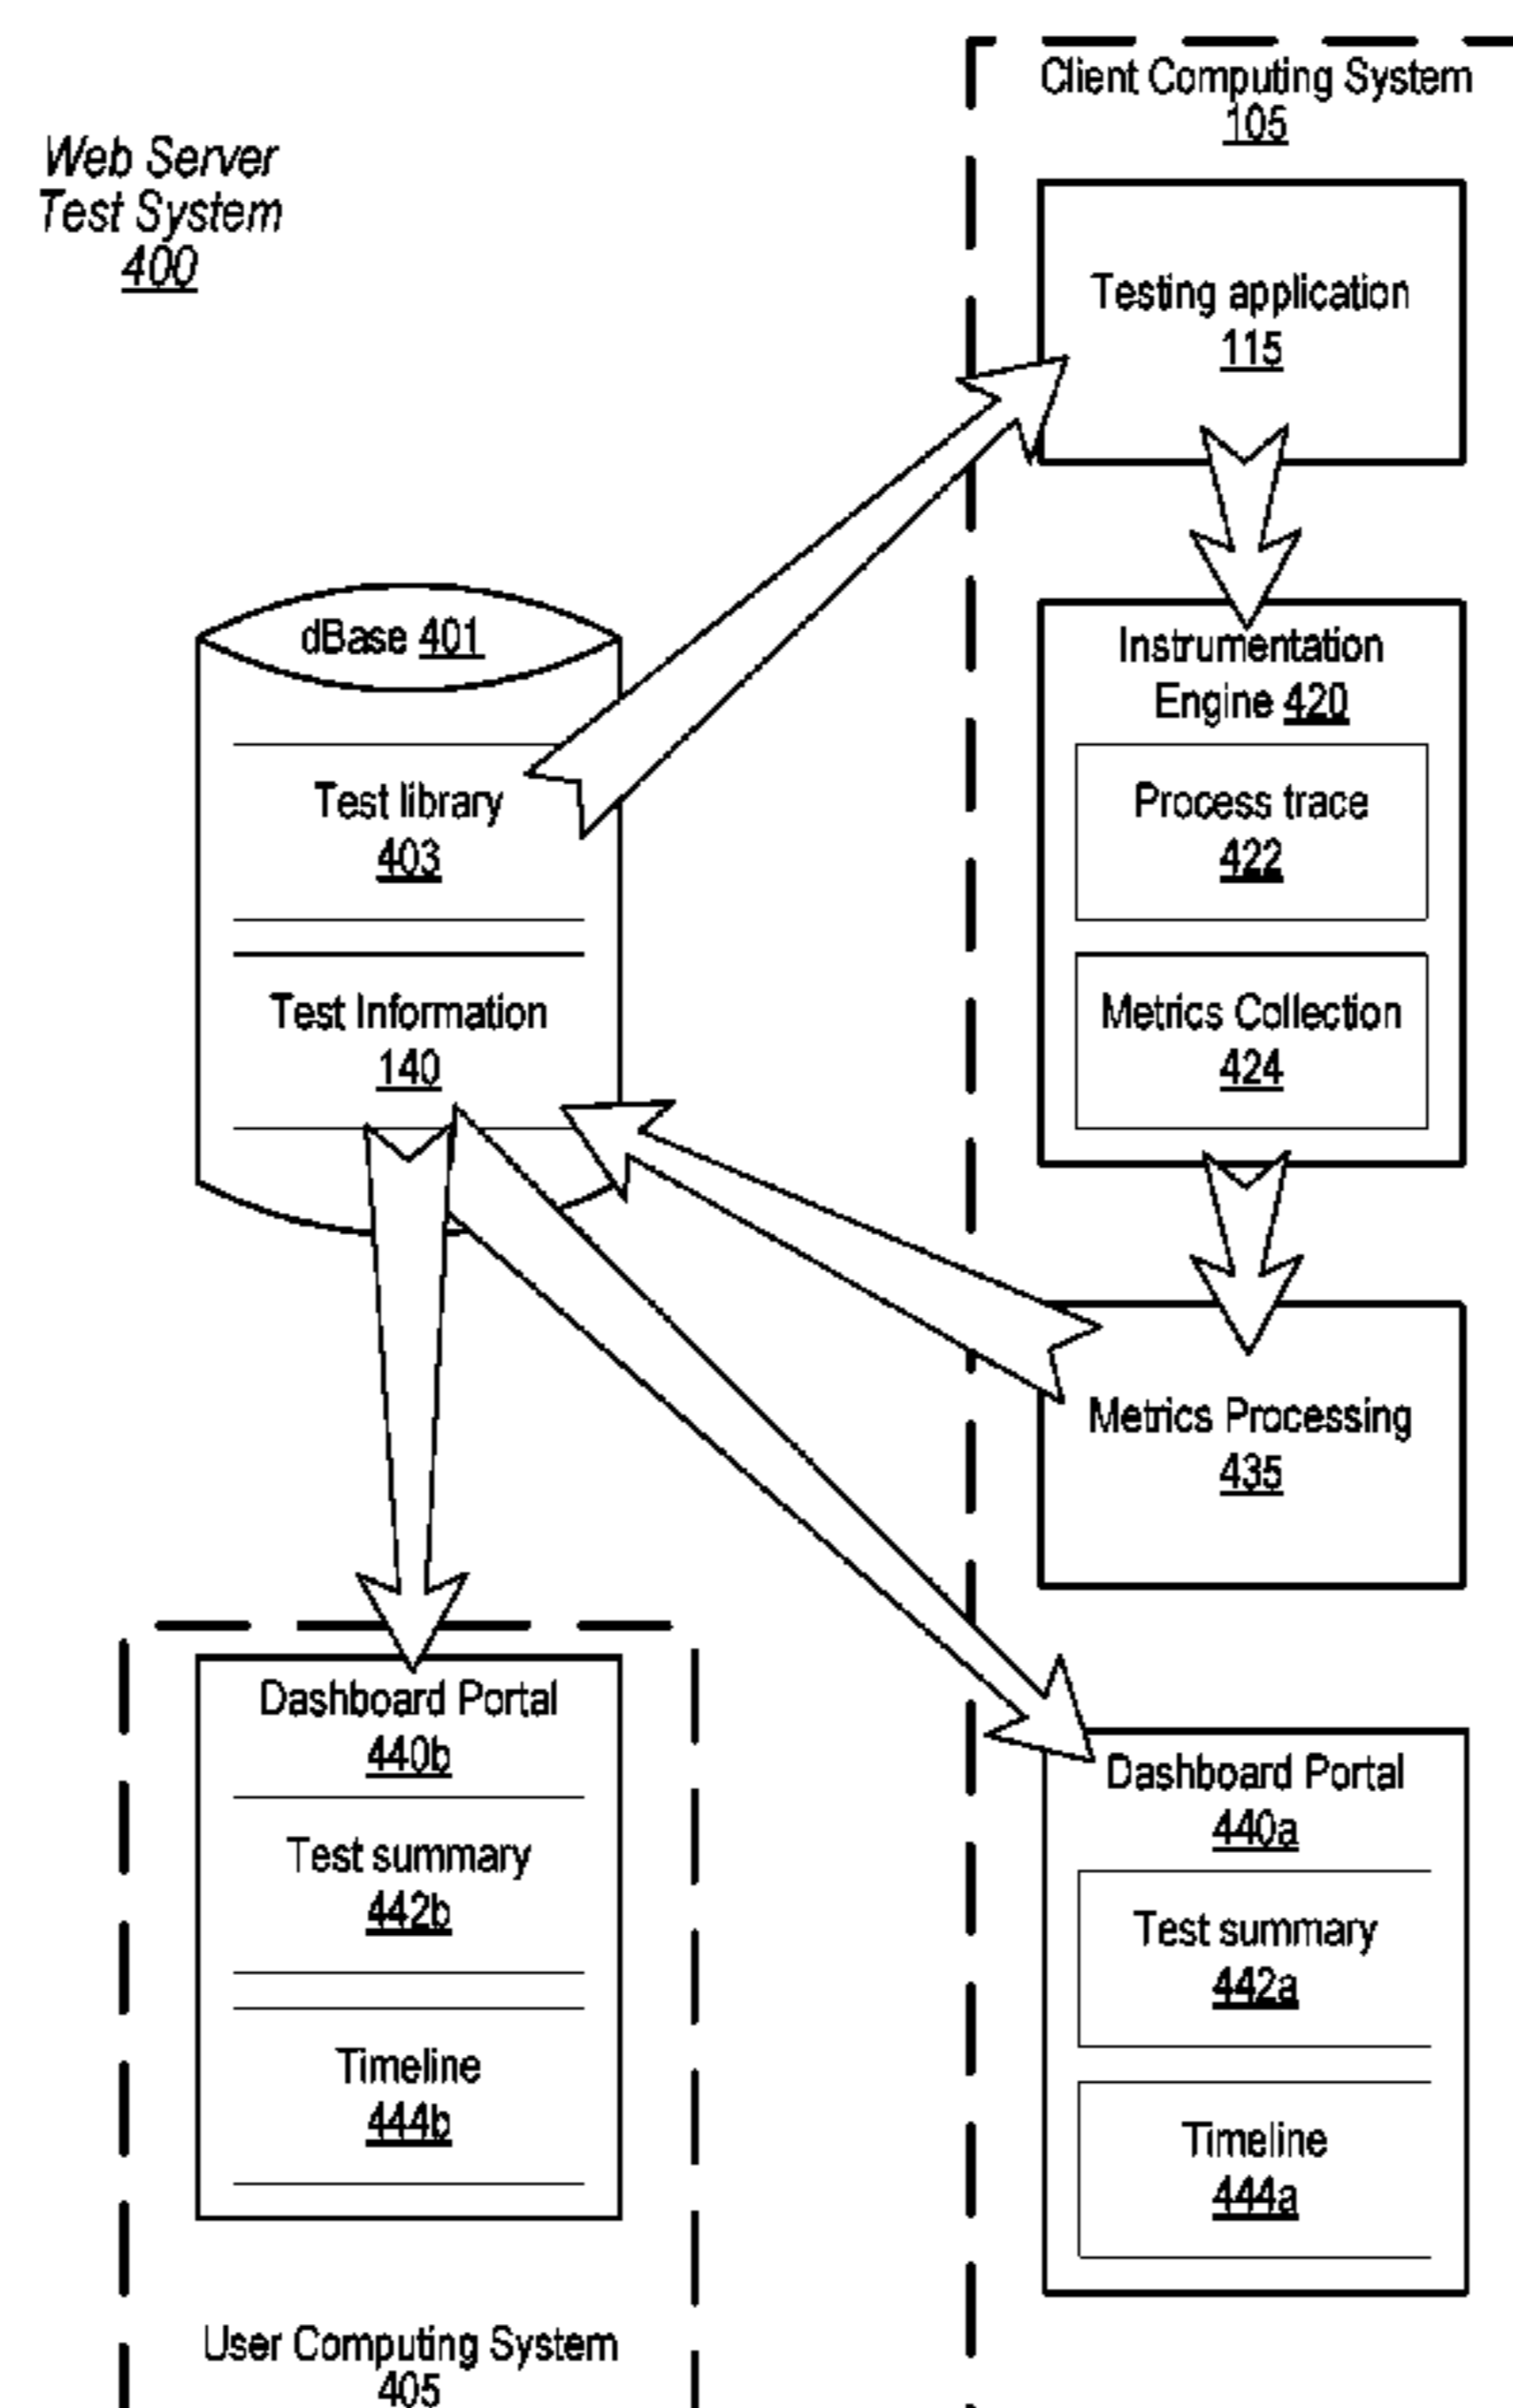 Web Server
Test System
400
Client Computing System
105
Testing application
115
dBase 401
Test library
403
Test Information
140
Instrumentation
Engine 420
Process trace
422
Metrics Collection
424
Metrics Processing
435
Dashboard Portal
440b
Test summary
442b
Timeline
444b
User Computing System
405
Dashboard Portal
440a
Test summary
442a
Timeline
444a